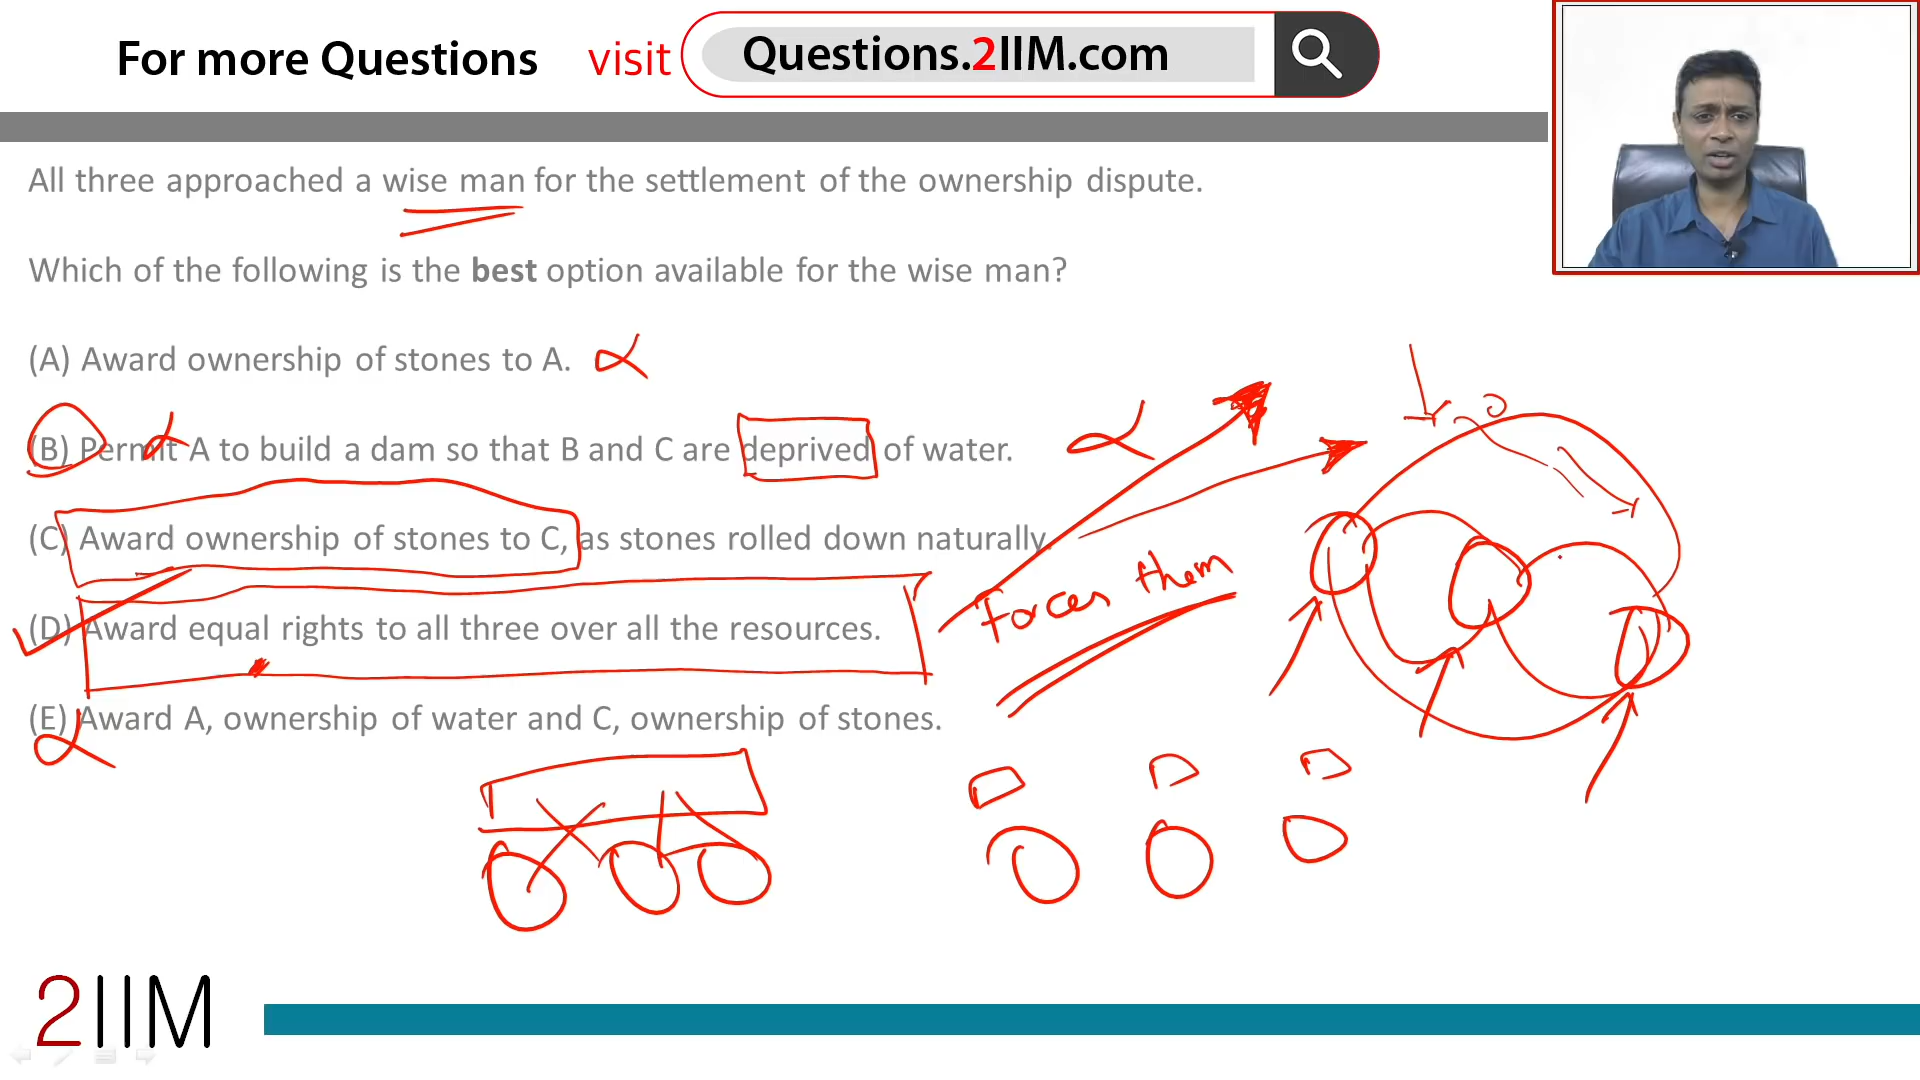 For more Questions visit Questions.2IIM.com
All three approached a wise man for the settlement of the ownership dispute.
Which of the following is the best option available for the wise man?
(A) Award ownership of stones to A.
(B) Permit A to build a dam so that B and C are deprived of water.
(C) Award ownership of stones to C, as stones rolled down naturally.
(D) Award equal rights to all three over all the resources.
Forces them
(E) Award A, ownership of water and C, ownership of stones.
2IIM